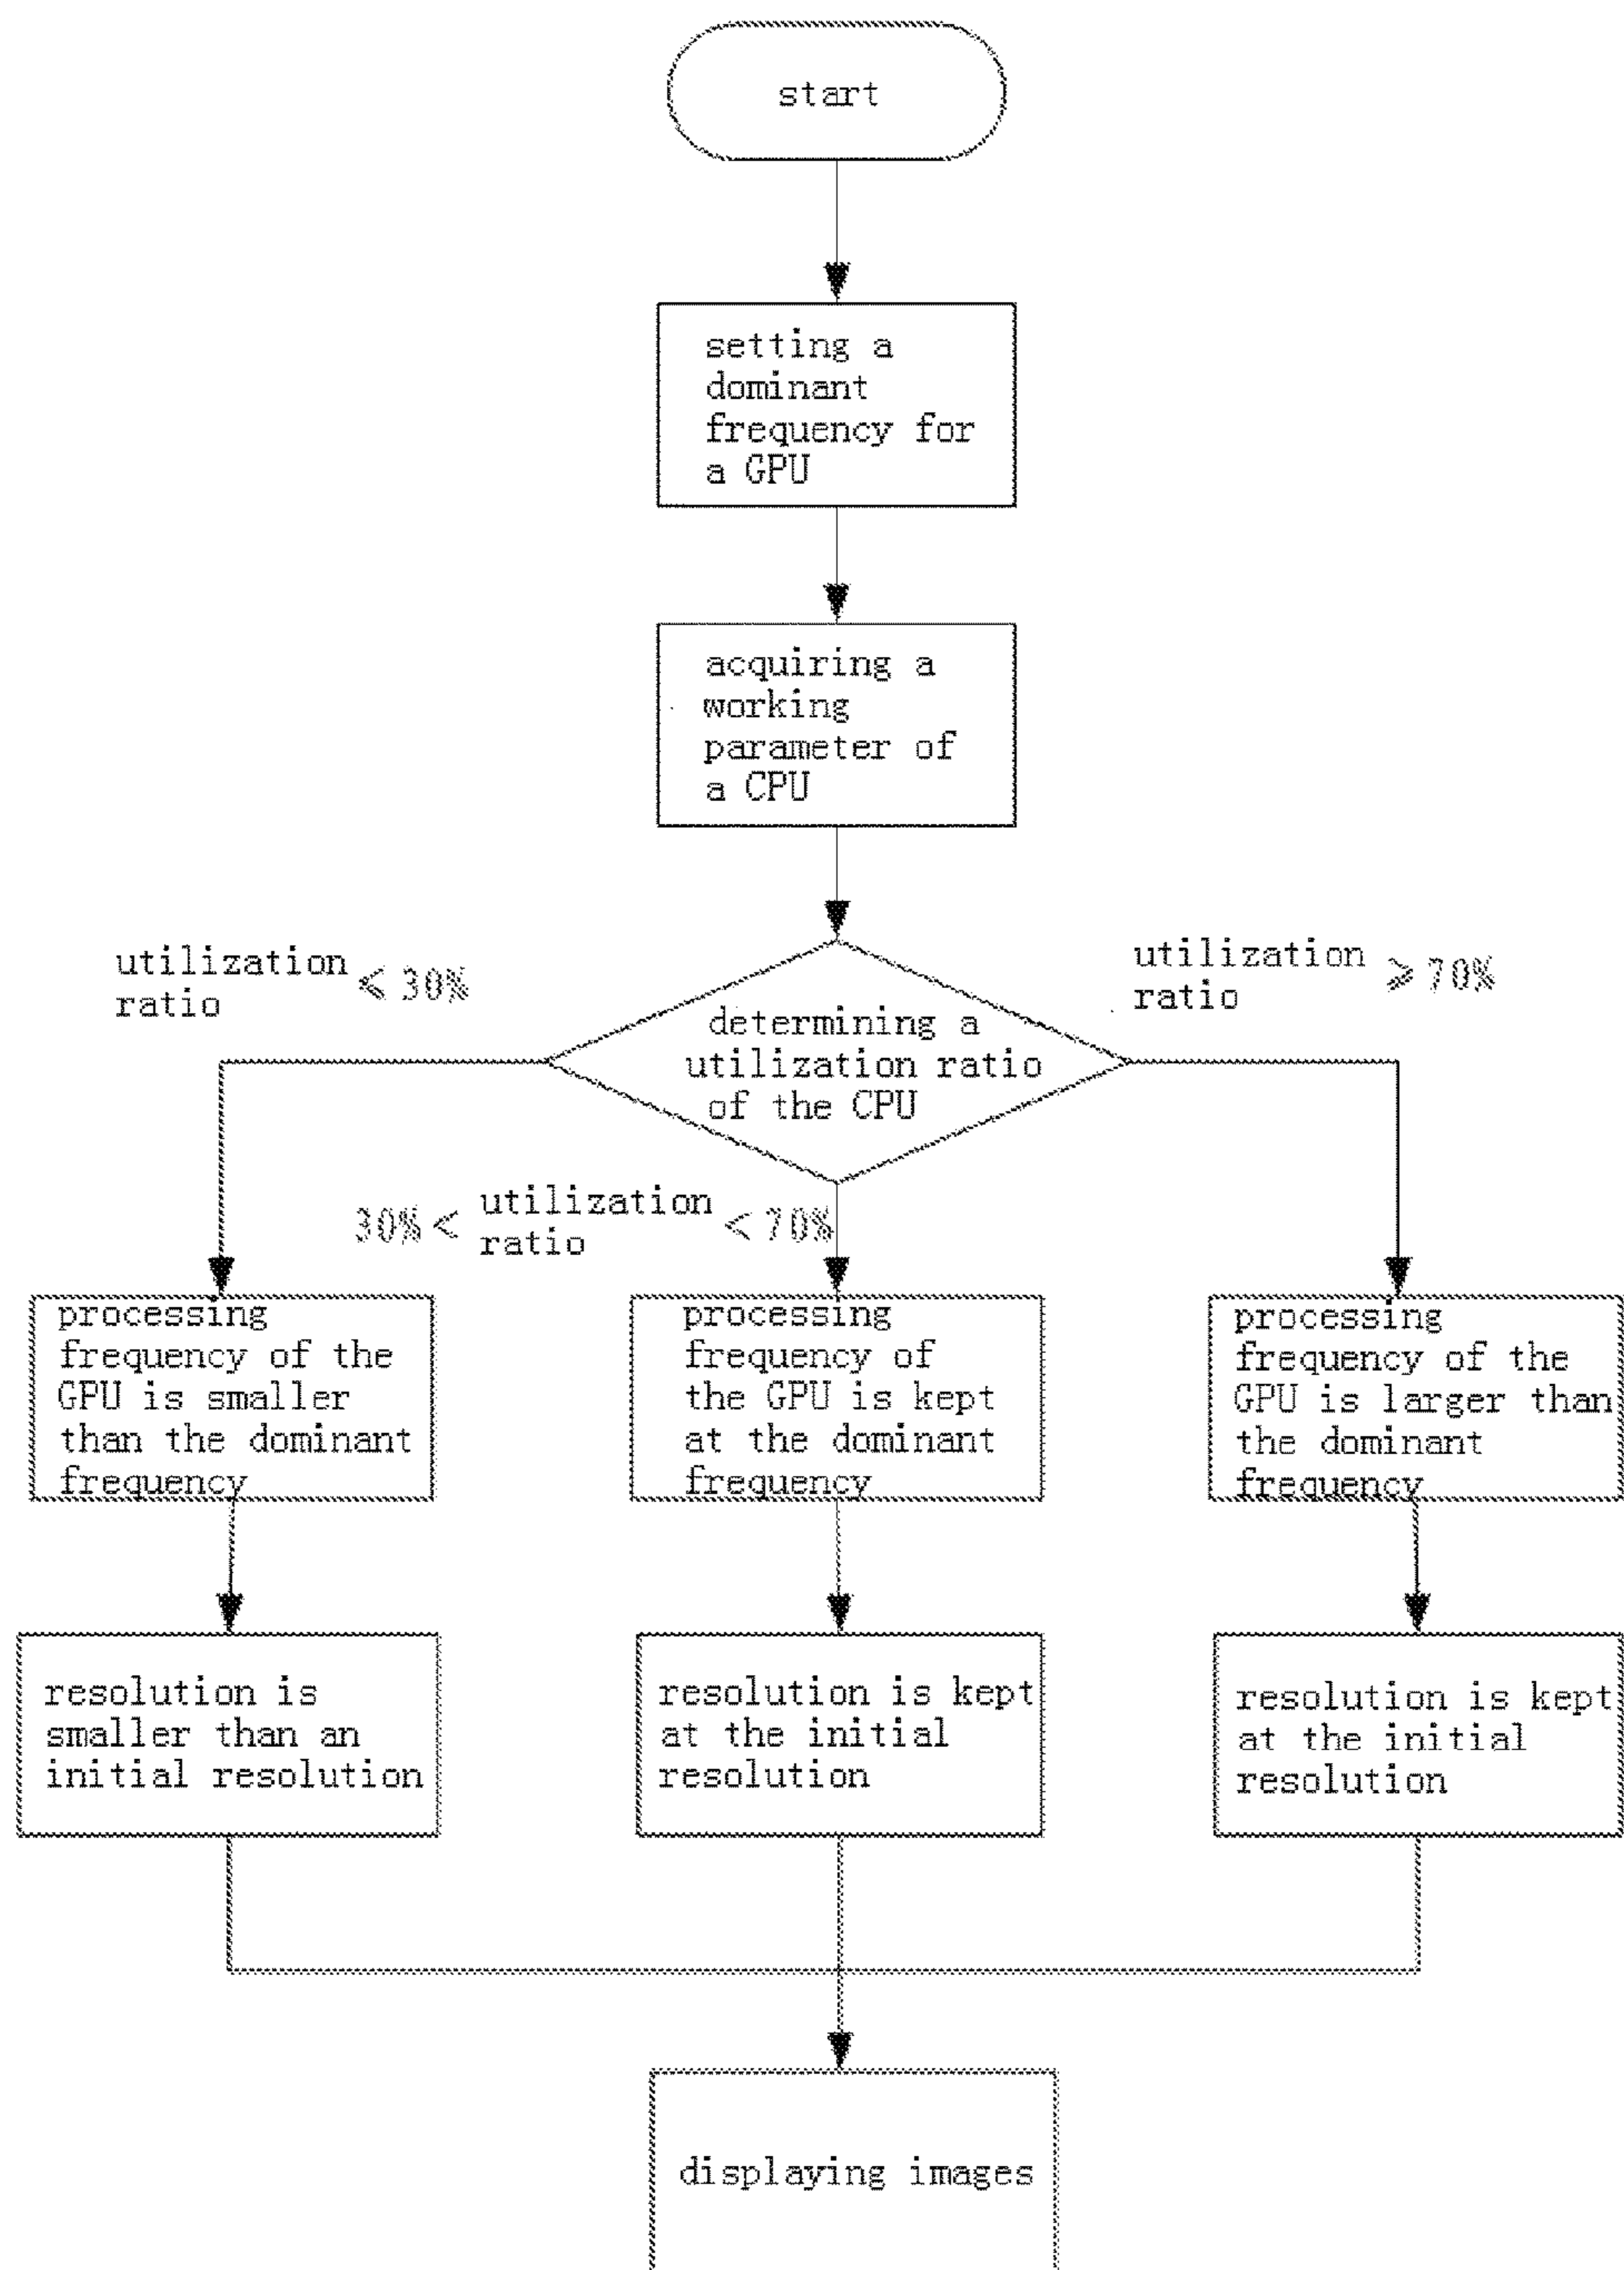 start
setting a
dominant
frequency for
a GPU
acquiring a
working
parameter of
a CPU
utilization
ratio < 30%
utilization
ratio ⩾ 70%
determining a
utilization ratio
of the CPU
30% < utilization
ratio < 70%
processing
frequency of the
GPU is smaller
than the dominant
frequency
processing
frequency of
the GPU is kept
at the dominant
frequency
processing
frequency of the
GPU is larger than
the dominant
frequency
resolution is
smaller than an
initial resolution
resolution is kept
at the initial
resolution
resolution is kept
at the initial
resolution
displaying images